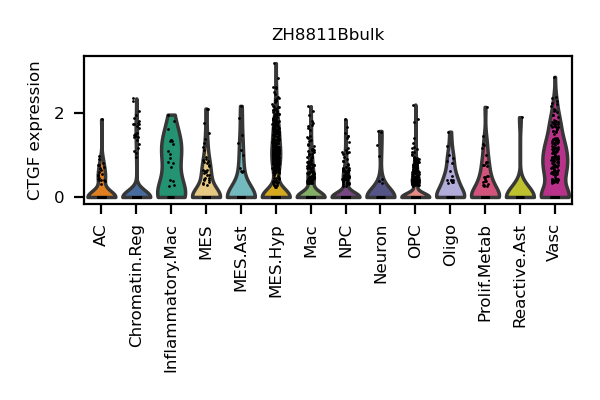 ZH8811Bbulk
CTGF expression
2
0
AC
Chromatin.Reg
Inflammatory.Mac
MES
MES.Ast
MES.Hyp
Mac
NPC
Neuron
OPC
Oligo
Prolif.Metab
Reactive.Ast
Vasc